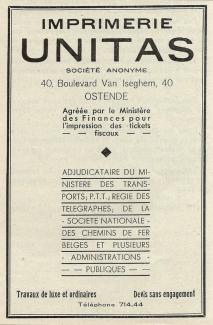 IMPRIMERIE
UNITAS
SOCIÉTÉ ANONYME
40, Boulevard Van Iseghem, 40
OSTENDE
Agréée par le Ministère
des Finances pour
l'impression des tickets
— fiscaux —
ADJUDICATAIRE DU MI-
NISTERE DES TRANS-
PORTS; P.T.T.; REGIE DES
TELEGRAPHES; DE LA
- SOCIETE NATIONALE -
DES CHEMINS DE FER
BELGES ET PLUSIEURS
- ADMINISTRATIONS -
— — PUBLIQUES — —
Travaux de luxe et ordinaires Devis sans engagement
Téléphone 714.44